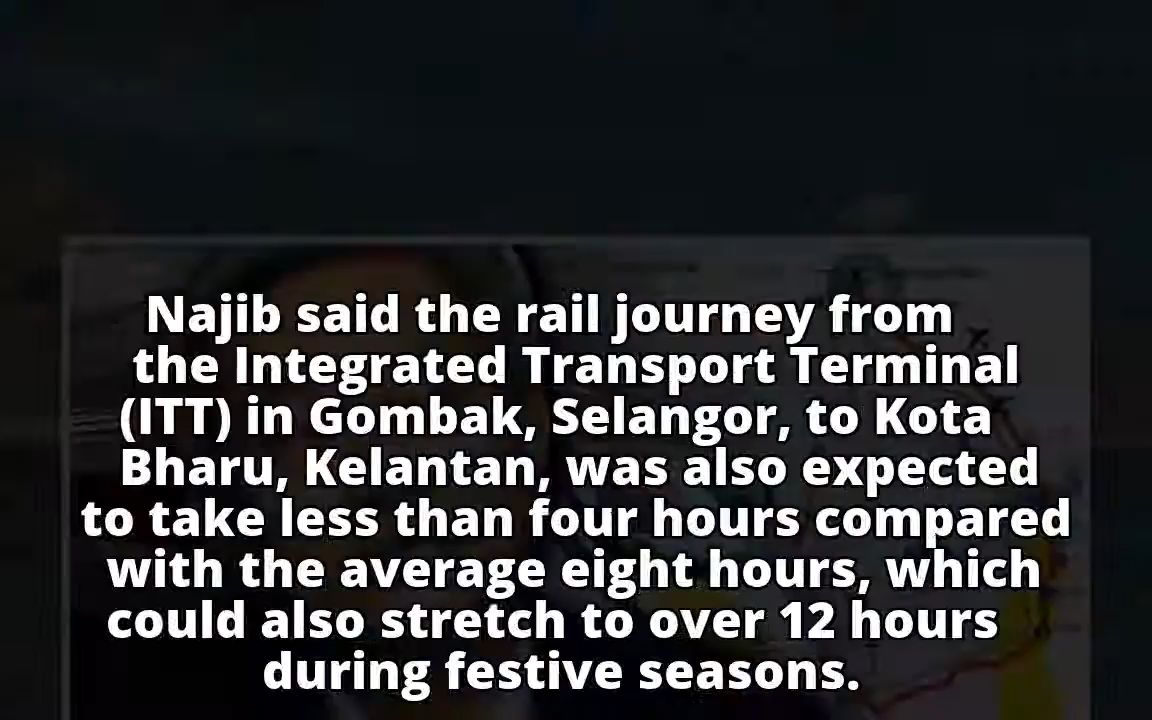 Najib said the rail journey from
the Integrated Transport Terminal
(ITT) in Gombak, Selangor, to Kota
Bharu, Kelantan, was also expected
to take less than four hours compared
with the average eight hours, which
could also stretch to over 12 hours
during festive seasons.